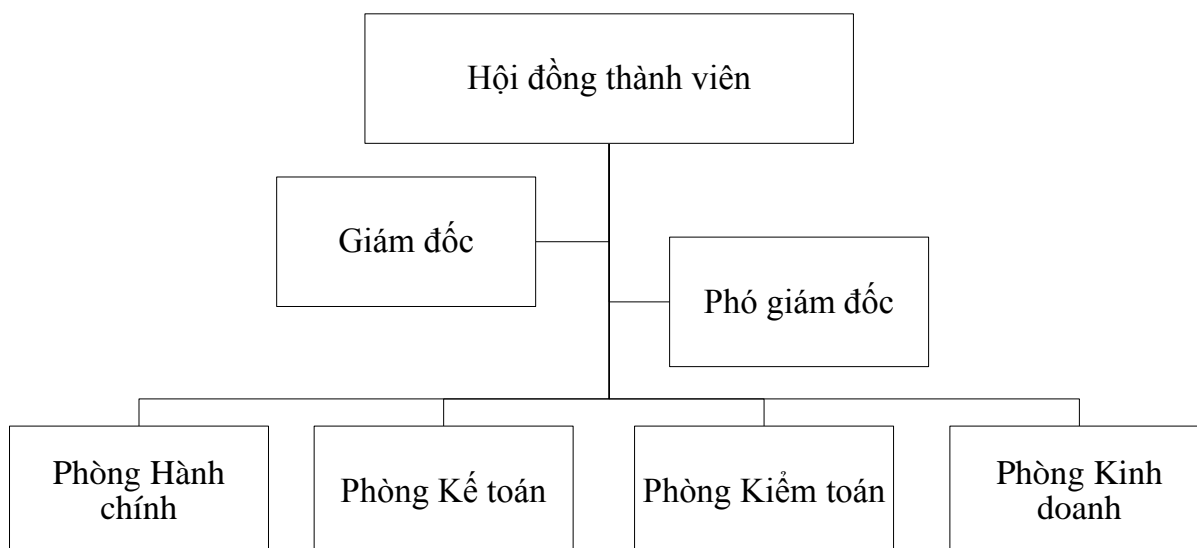 Hội đồng thành viên
Giám đốc
Phó giám đốc
Phòng Hành
chính
Phòng Kế toán
Phòng Kiểm toán
Phòng Kinh
doanh